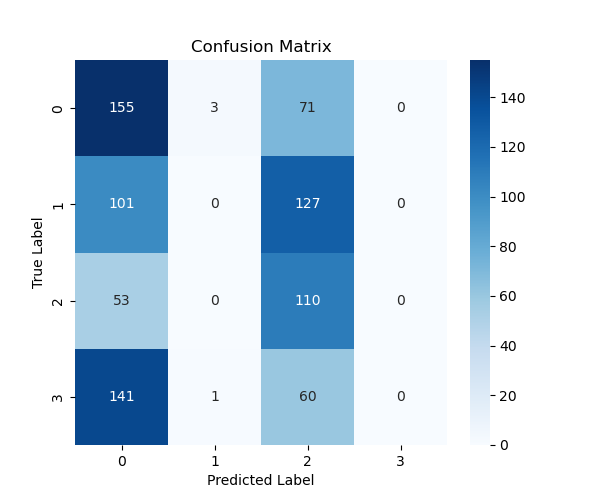 Confusion Matrix
0 155 3 71 0
1 101 0 127 0
2 53 0 110 0
3 141 1 60 0
0 1 2 3
True Label
Predicted Label
140
120
100
80
60
40
20
0